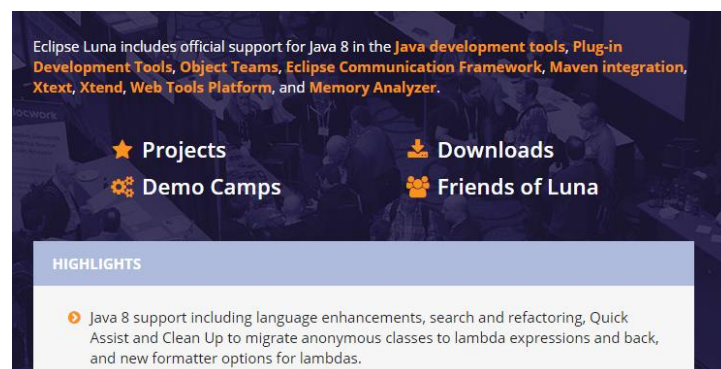 Eclipse Luna includes official support for Java 8 in the Java development tools, Plug-in
Development Tools, Object Teams, Eclipse Communication Framework, Maven integration,
Xtext, Xtend, Web Tools Platform, and Memory Analyzer.
Projects
Downloads
Demo Camps
Friends of Luna
HIGHLIGHTS
Java 8 support including language enhancements, search and refactoring, Quick
Assist and Clean Up to migrate anonymous classes to lambda expressions and back,
and new formatter options for lambdas.